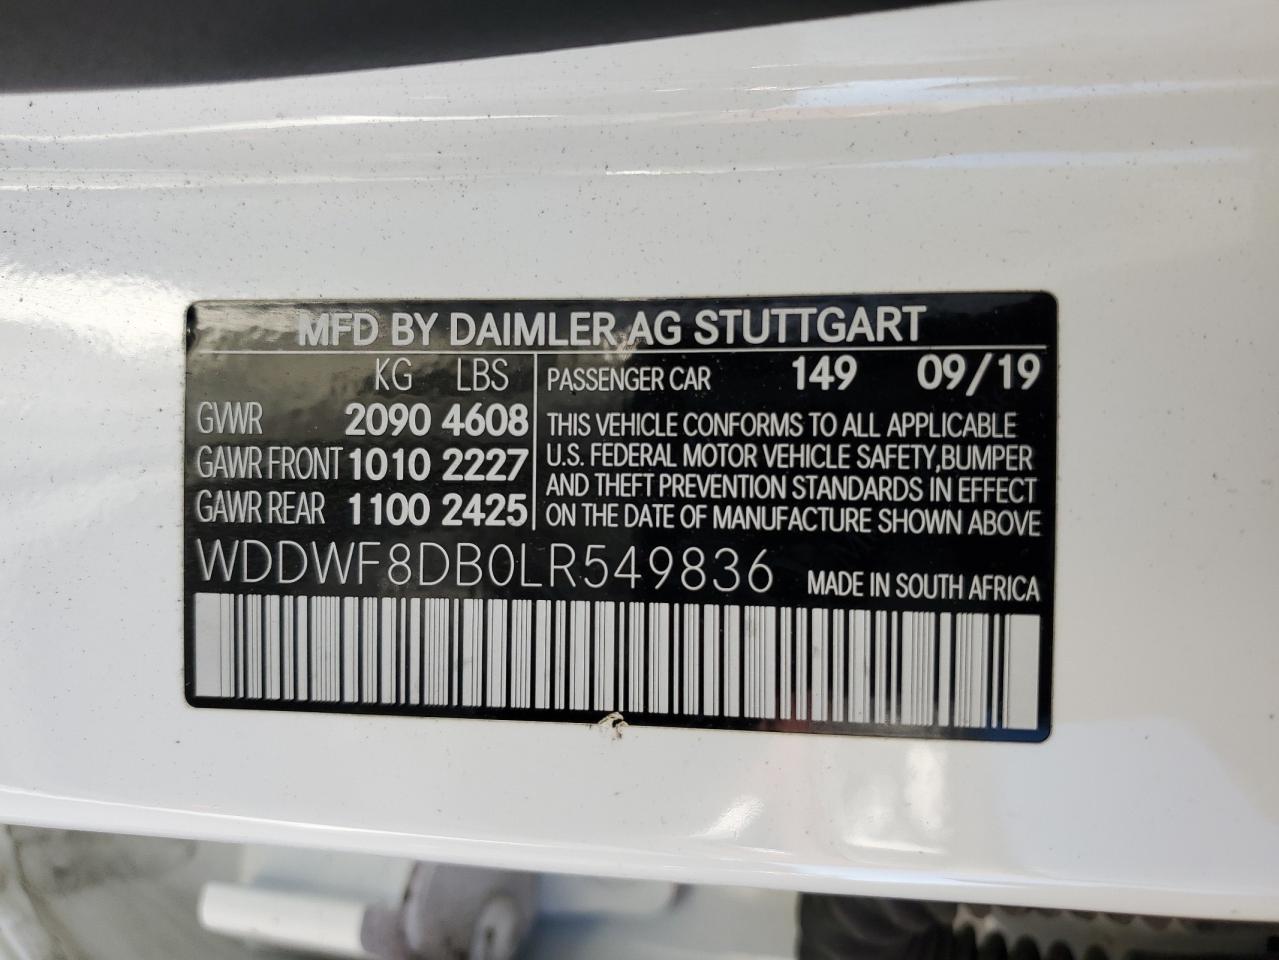 MFD BY DAIMLER AG STUTTGART
KG LBS
GVWR 2090 4608
GAWR FRONT 1010 2227
GAWR REAR 1100 2425
PASSENGER CAR 149 09/19
THIS VEHICLE CONFORMS TO ALL APPLICABLE
U.S. FEDERAL MOTOR VEHICLE SAFETY,BUMPER
AND THEFT PREVENTION STANDARDS IN EFFECT
ON THE DATE OF MANUFACTURE SHOWN ABOVE
WDDWF8DB0LR549836 MADE IN SOUTH AFRICA